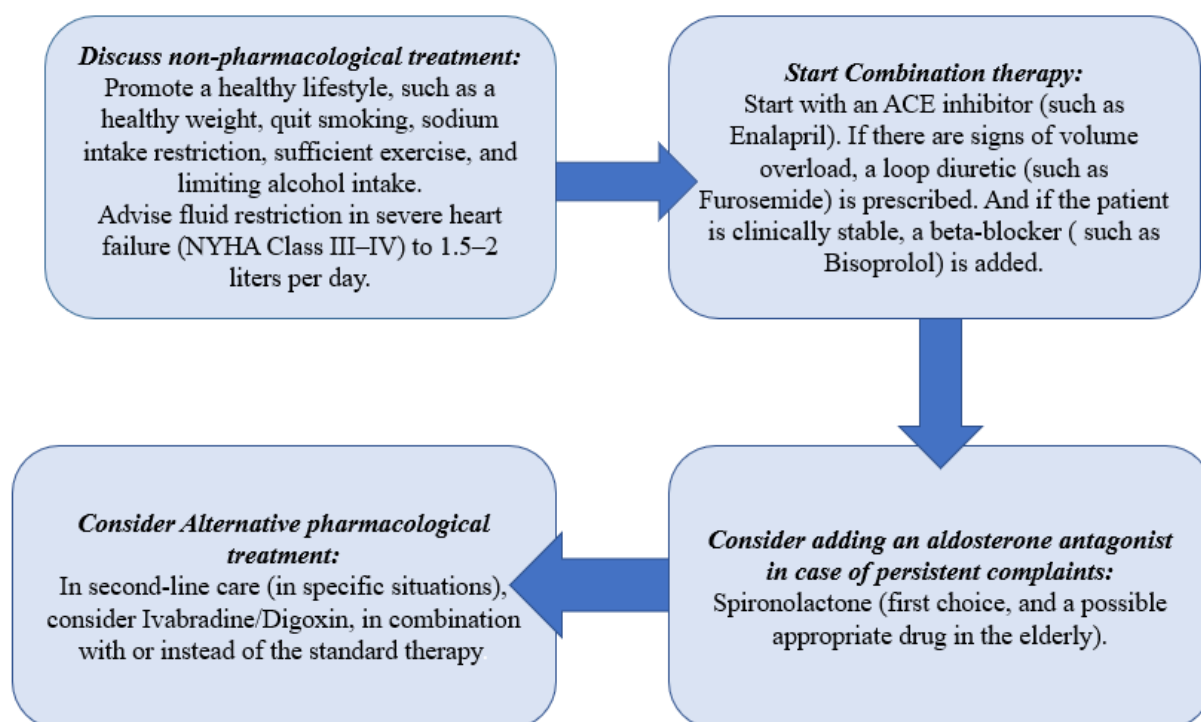 Discuss non-pharmacological treatment:
Promote a healthy lifestyle, such as a
healthy weight, quit smoking, sodium
intake restriction, sufficient exercise, and
limiting alcohol intake.
Advise fluid restriction in severe heart
failure (NYHA Class III–IV) to 1.5–2
liters per day.
Start Combination therapy:
Start with an ACE inhibitor (such as
Enalapril). If there are signs of volume
overload, a loop diuretic (such as
Furosemide) is prescribed. And if the patient
is clinically stable, a beta-blocker ( such as
Bisoprolol) is added.
Consider adding an aldosterone antagonist
in case of persistent complaints:
Spironolactone (first choice, and a possible
appropriate drug in the elderly).
Consider Alternative pharmacological
treatment:
In second-line care (in specific situations),
consider Ivabradine/Digoxin, in combination
with or instead of the standard therapy.